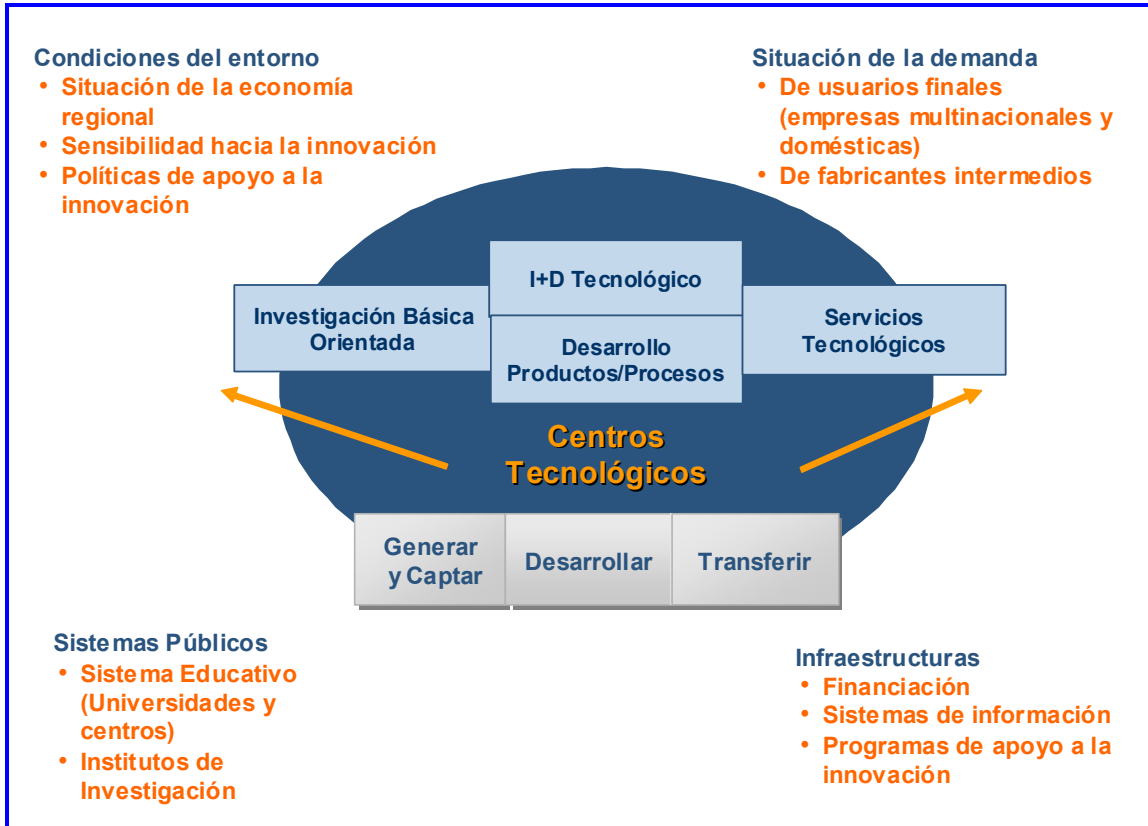 Condiciones del entorno
• Situación de la economía
regional
• Sensibilidad hacia la innovación
• Políticas de apoyo a la
innovación
Situación de la demanda
• De usuarios finales
(empresas multinacionales y
domésticas)
• De fabricantes intermedios
Investigación Básica
Orientada
I+D Tecnológico
Desarrollo
Productos/Procesos
Servicios
Tecnológicos
Centros
Tecnológicos
Generar
y Captar
Desarrollar
Transferir
Sistemas Públicos
• Sistema Educativo
(Universidades y
centros)
• Institutos de
Investigación
Infraestructuras
• Financiación
• Sistemas de información
• Programas de apoyo a la
innovación